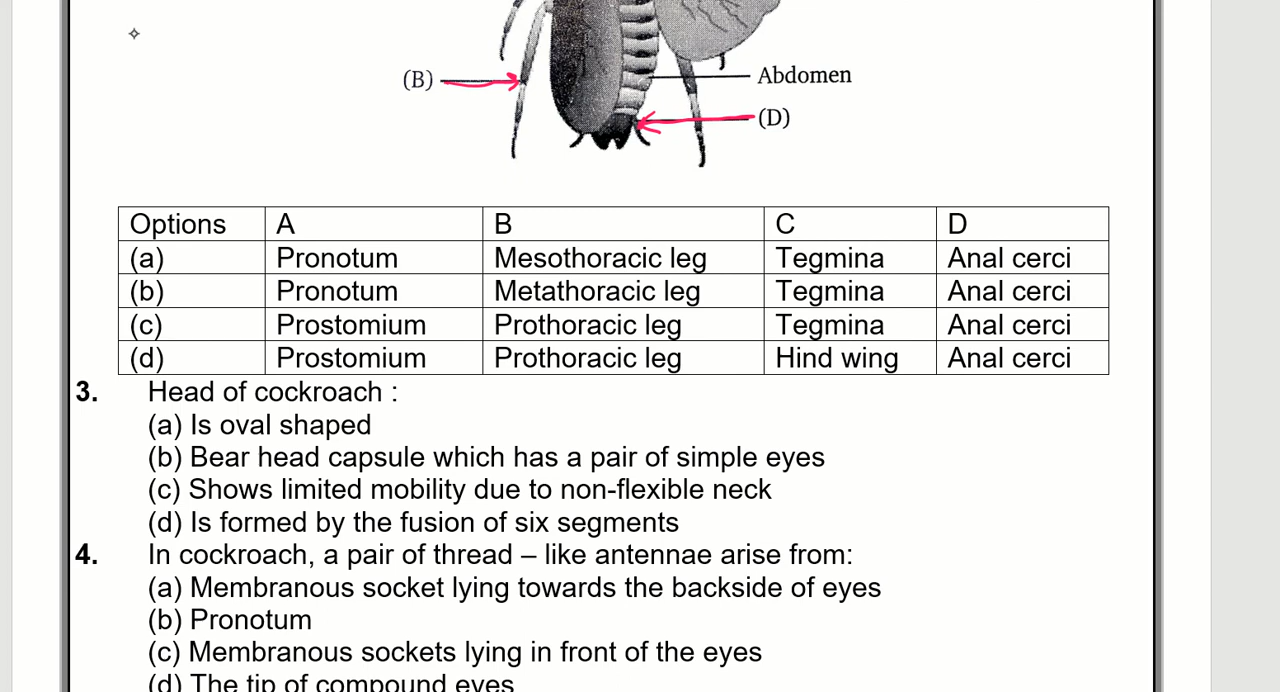 (B)
Abdomen
(D)
Options A B C D
(a) Pronotum Mesothoracic leg Tegmina Anal cerci
(b) Pronotum Metathoracic leg Tegmina Anal cerci
(c) Prostomium Prothoracic leg Tegmina Anal cerci
(d) Prostomium Prothoracic leg Hind wing Anal cerci
3. Head of cockroach :
(a) Is oval shaped
(b) Bear head capsule which has a pair of simple eyes
(c) Shows limited mobility due to non-flexible neck
(d) Is formed by the fusion of six segments
4. In cockroach, a pair of thread – like antennae arise from:
(a) Membranous socket lying towards the backside of eyes
(b) Pronotum
(c) Membranous sockets lying in front of the eyes
(d) The tip of compound eyes